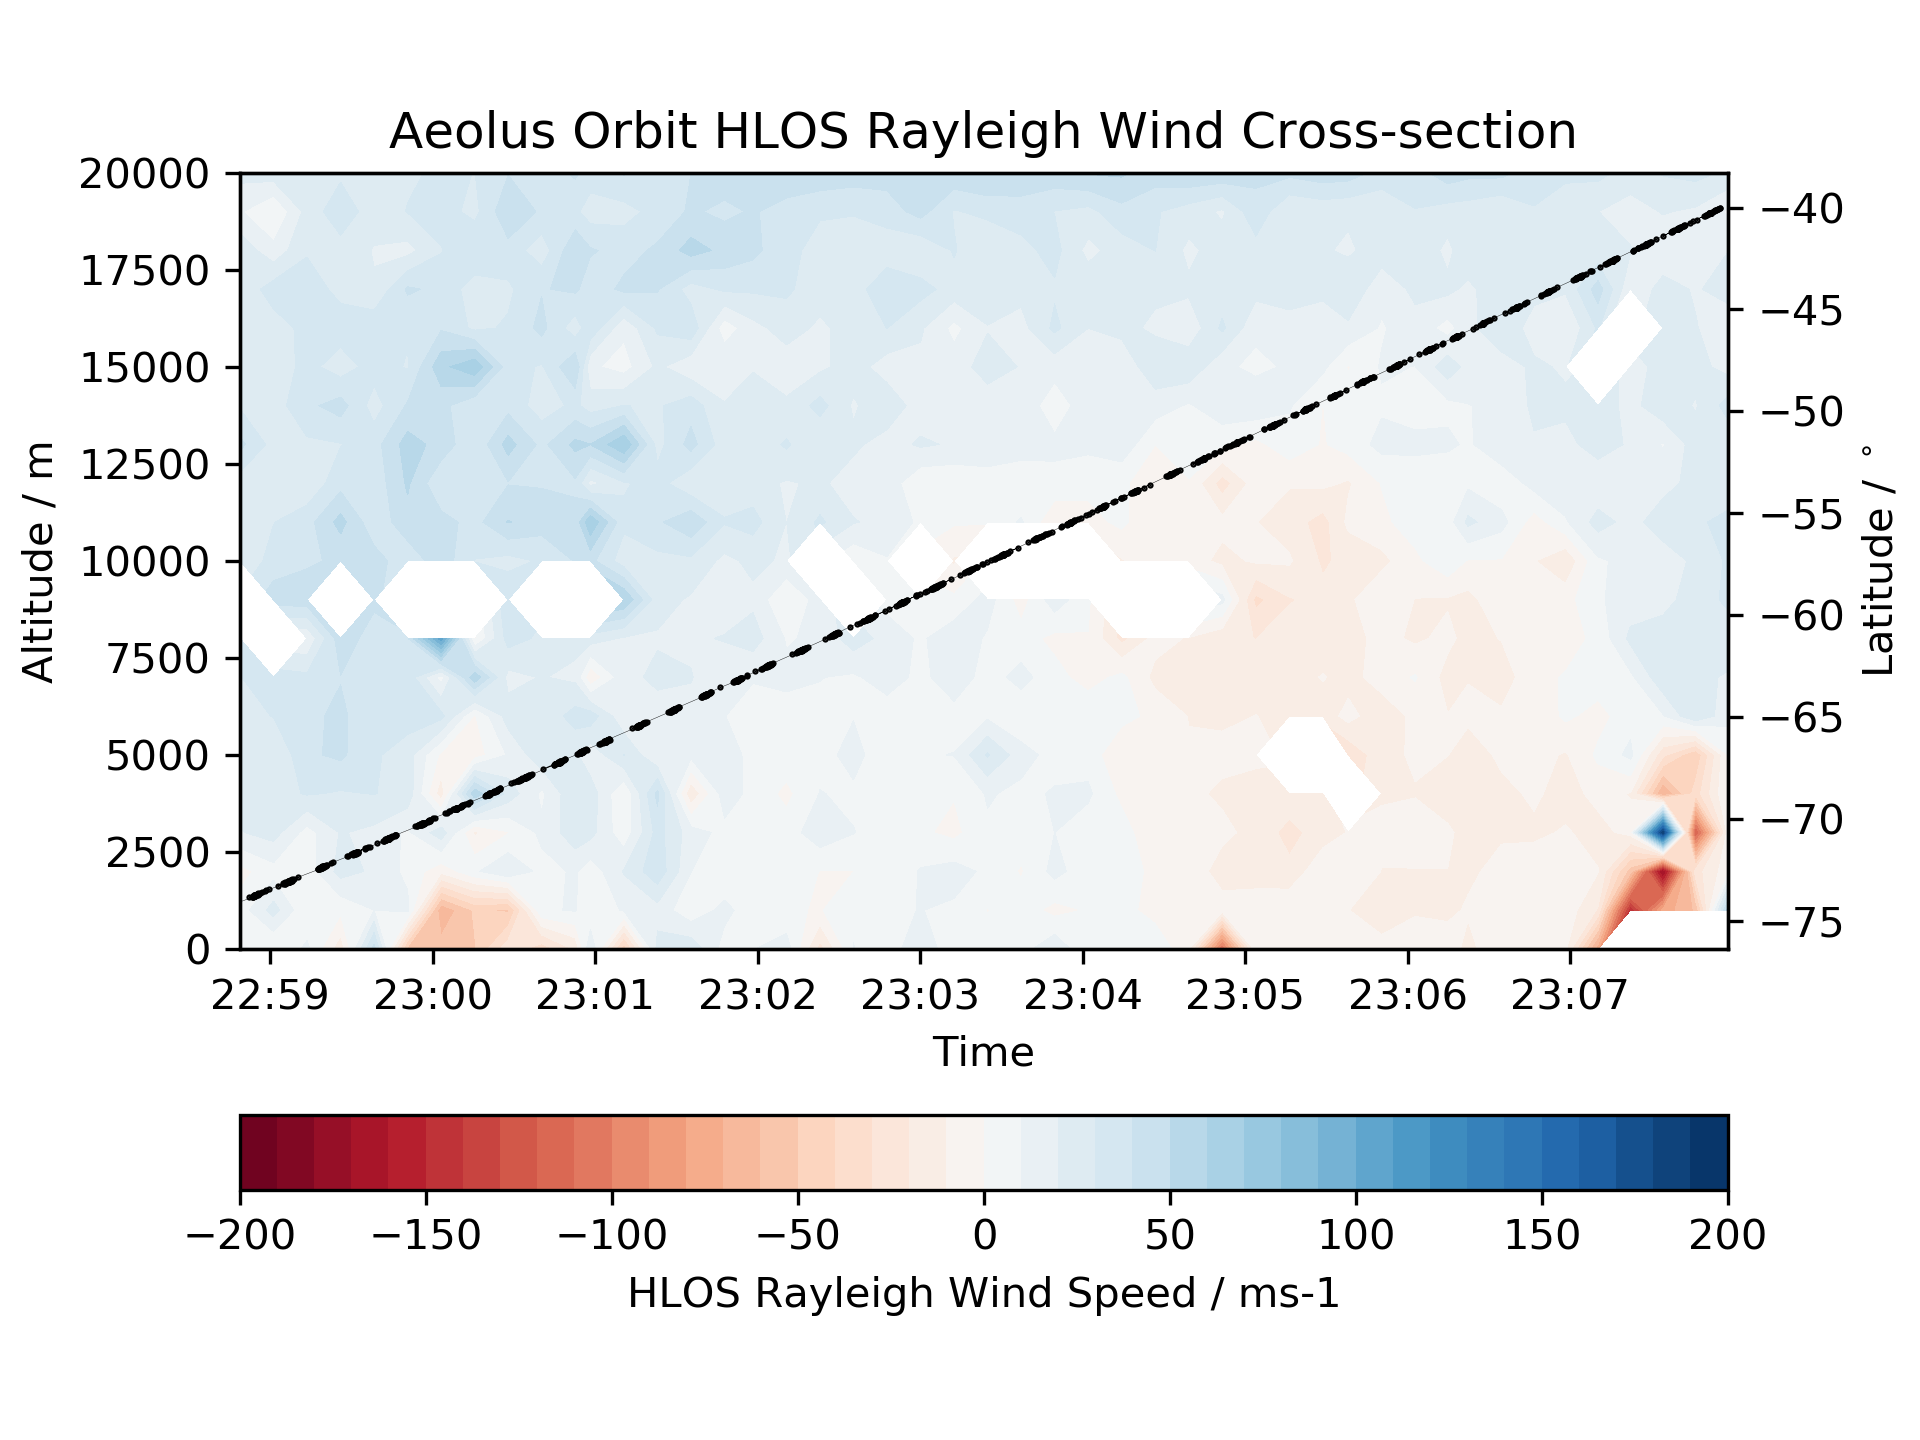 Aeolus Orbit HLOS Rayleigh Wind Cross-section
20000
17500
15000
12500
10000
7500
5000
2500
0
Altitude / m
−40
−45
−50
−55
−60
−65
−70
−75
Latitude / °
22:59 23:00 23:01 23:02 23:03 23:04 23:05 23:06 23:07
Time
−200 −150 −100 −50 0 50 100 150 200
HLOS Rayleigh Wind Speed / ms-1